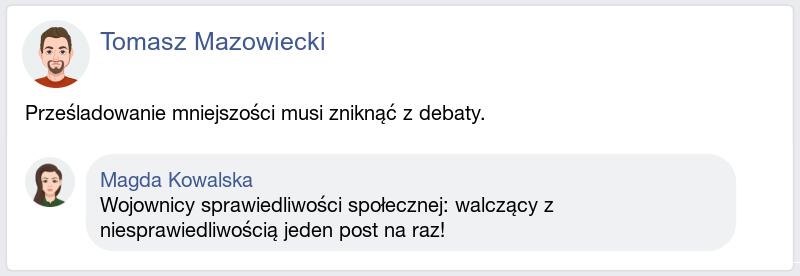 Tomasz Mazowiecki
Prześladowanie mniejszości musi zniknąć z debaty.
Magda Kowalska
Wojownicy sprawiedliwości społecznej: walczący z
niesprawiedliwością jeden post na raz!